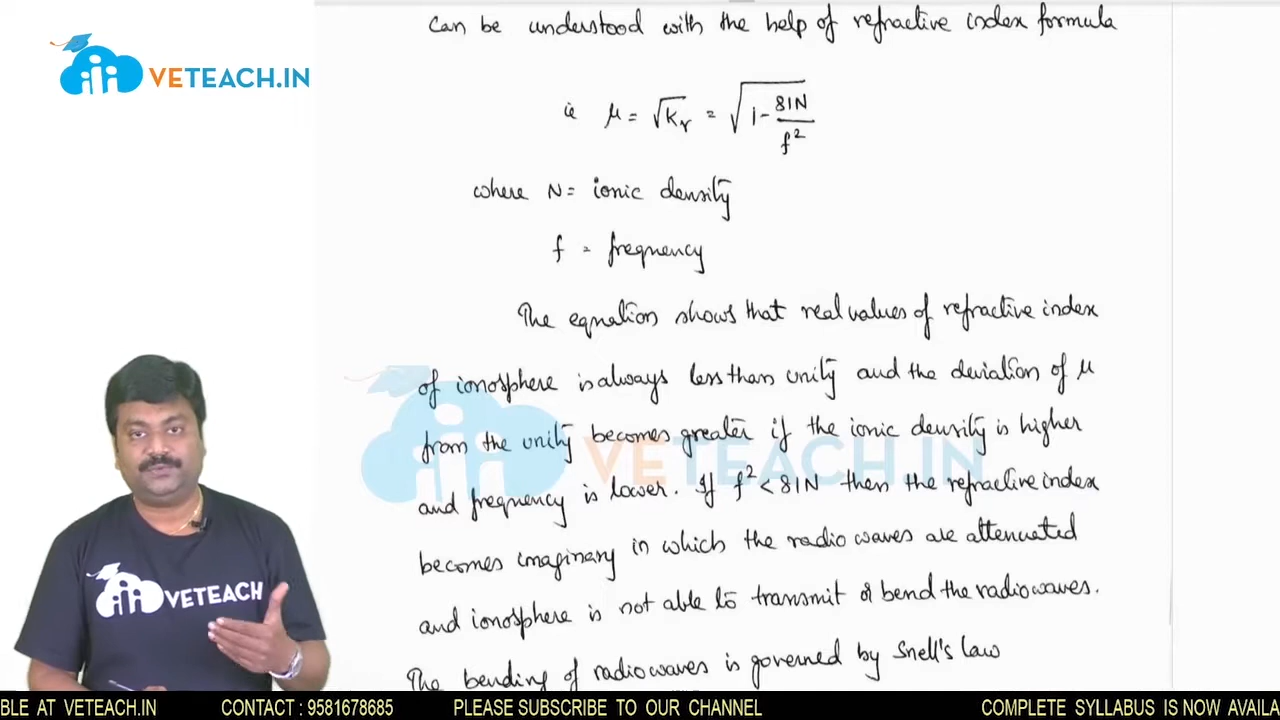 can be understood with the help of refractive index formula
VETEACH.IN
ie μ = √Kr = √1 - 81N/f²
where N = ionic density
f = frequency
The equation shows that real values of refractive index
of ionosphere is always less than unity and the deviation of μ
from the unity becomes greater if the ionic density is higher
VETEACH.IN
and frequency is lower. If f² < 81N then the refractive index
becomes imaginary in which the radio waves are attenuated
VETEACH
and ionosphere is not able to transmit or bend the radiowaves.
The bending of radiowaves is governed by Snell's law
BLE AT VETEACH.IN CONTACT : 9581678685 PLEASE SUBSCRIBE TO OUR CHANNEL COMPLETE SYLLABUS IS NOW AVAILA